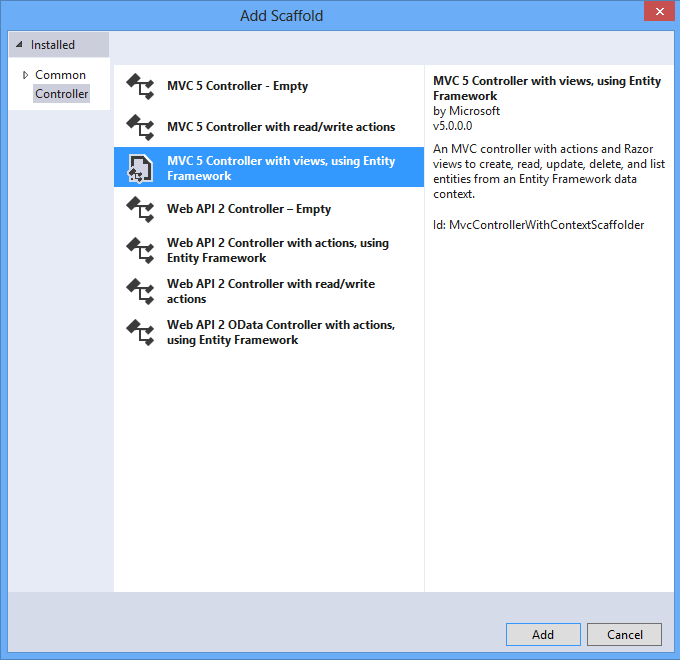 Add Scaffold
Installed
Common
Controller
MVC 5 Controller - Empty
MVC 5 Controller with read/write actions
MVC 5 Controller with views, using Entity
Framework
Web API 2 Controller – Empty
Web API 2 Controller with actions, using
Entity Framework
Web API 2 Controller with read/write
actions
Web API 2 OData Controller with actions,
using Entity Framework
MVC 5 Controller with views, using Entity
Framework
by Microsoft
v5.0.0.0
An MVC controller with actions and Razor
views to create, read, update, delete, and list
entities from an Entity Framework data
context.
Id: MvcControllerWithContextScaffolder
Add
Cancel